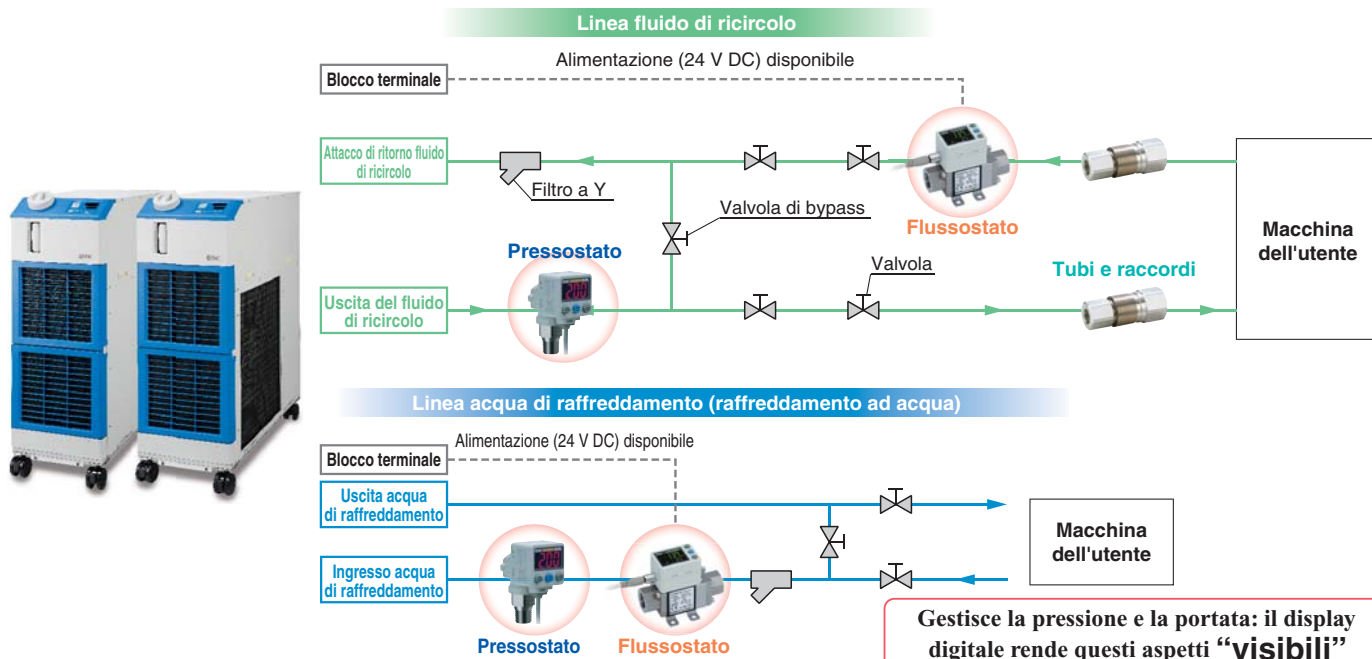 Linea fluido di ricircolo
Alimentazione (24 V DC) disponibile
Blocco terminale
Attacco di ritorno fluido
di ricircolo
Filtro a Y
Valvola di bypass
Flussostato
Macchina
dell'utente
Pressostato
Valvola
Tubi e raccordi
Uscita del fluido
di ricircolo
Linea acqua di raffreddamento (raffreddamento ad acqua)
Alimentazione (24 V DC) disponibile
Blocco terminale
Uscita acqua
di raffreddamento
Macchina
dell'utente
Ingresso acqua
di raffreddamento
Pressostato
Flussostato
Gestisce la pressione e la portata: il display
digitale rende questi aspetti “visibili”